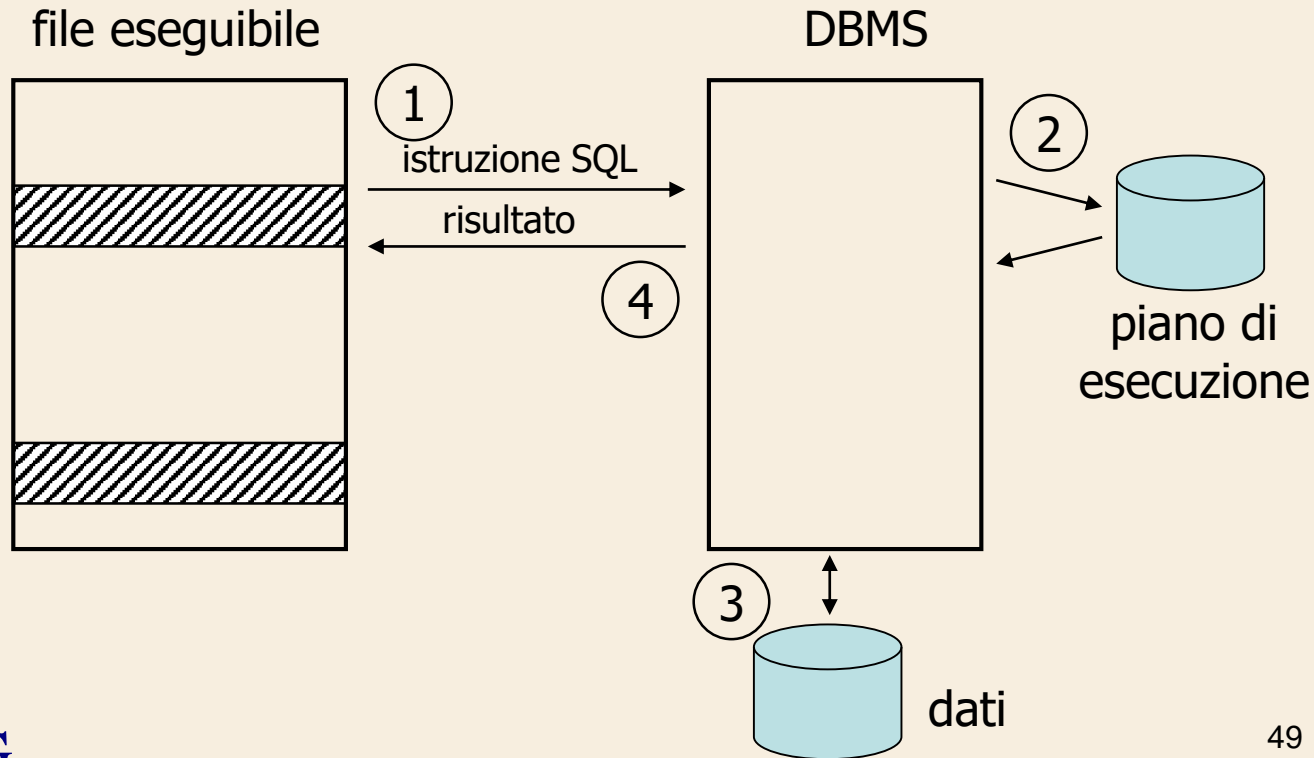 file eseguibile
DBMS
1
istruzione SQL
risultato
4
2
piano di
esecuzione
3
dati
49